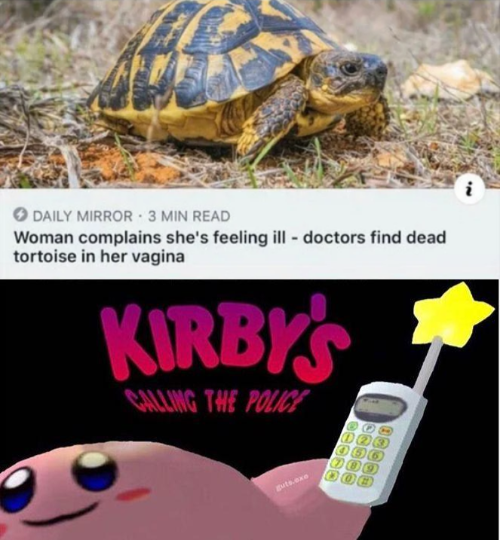 DAILY MIRROR · 3 MIN READ
Woman complains she's feeling ill - doctors find dead
tortoise in her vagina
KIRBY'S
CALLING THE POLICE